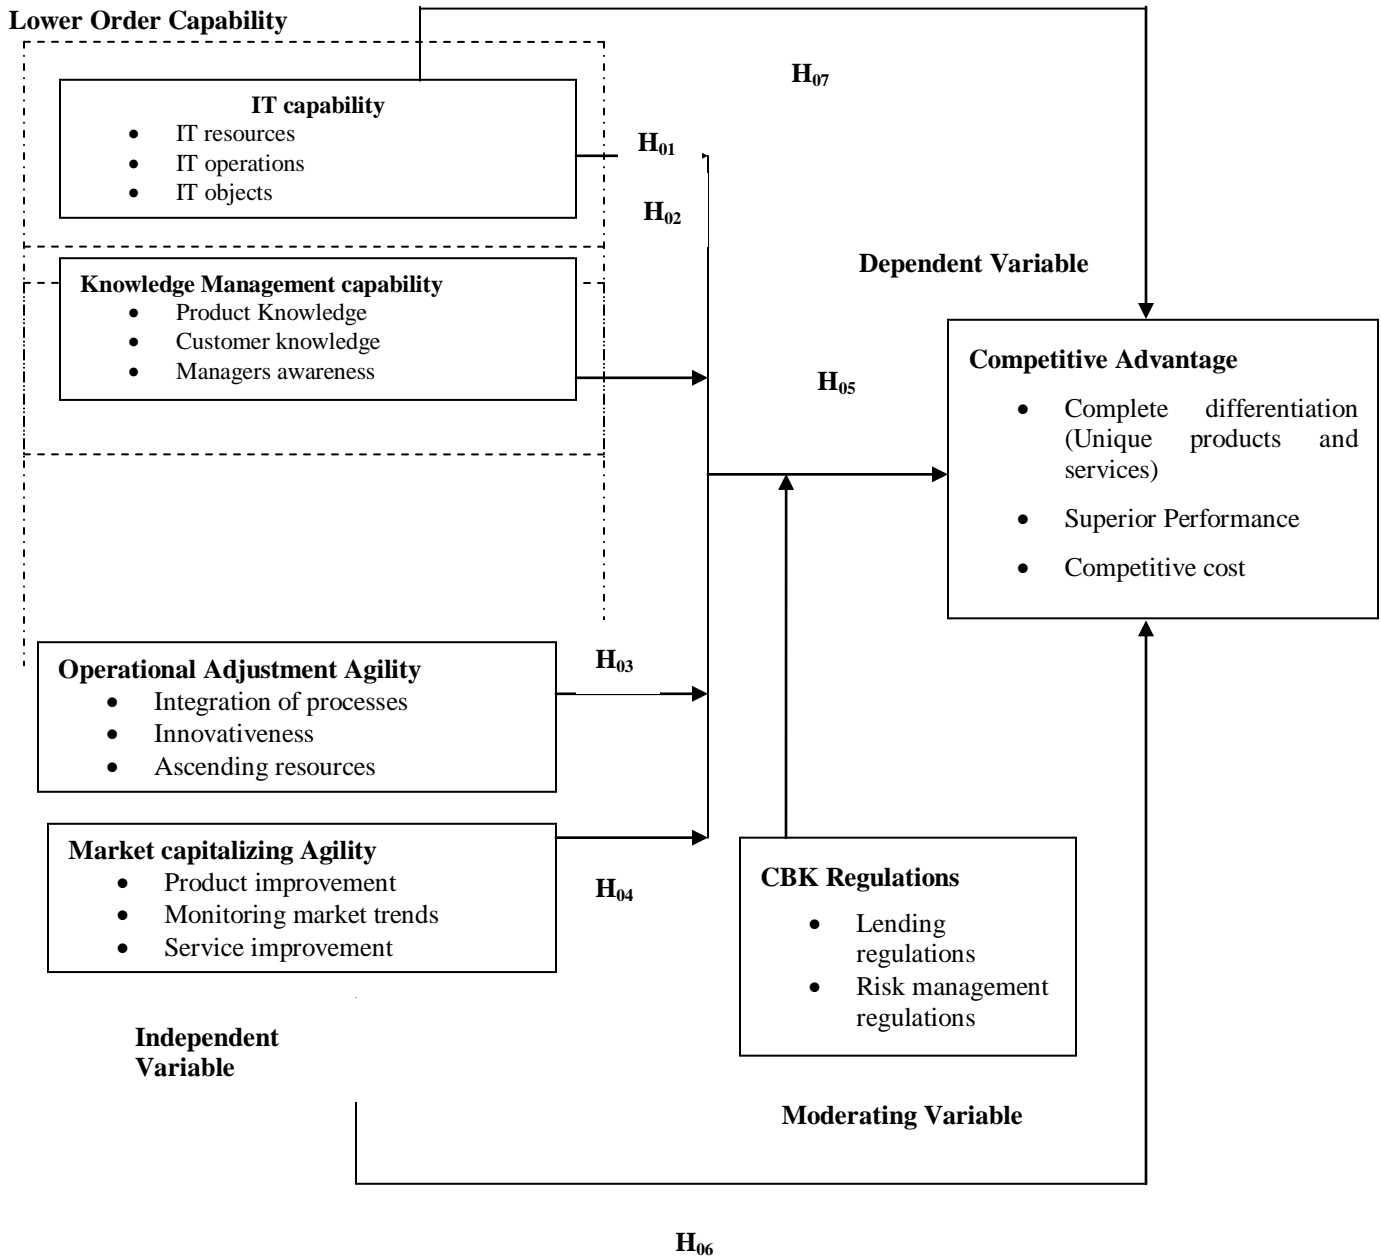 Lower Order Capability
H07
IT capability
• IT resources
• IT operations
• IT objects
H01
H02
Knowledge Management capability
• Product Knowledge
• Customer knowledge
• Managers awareness
Dependent Variable
H05
Competitive Advantage
• Complete differentiation
(Unique products and
services)
• Superior Performance
• Competitive cost
Operational Adjustment Agility
• Integration of processes
• Innovativeness
• Ascending resources
H03
Market capitalizing Agility
• Product improvement
• Monitoring market trends
• Service improvement
H04
CBK Regulations
• Lending
regulations
• Risk management
regulations
Independent
Variable
Moderating Variable
H06